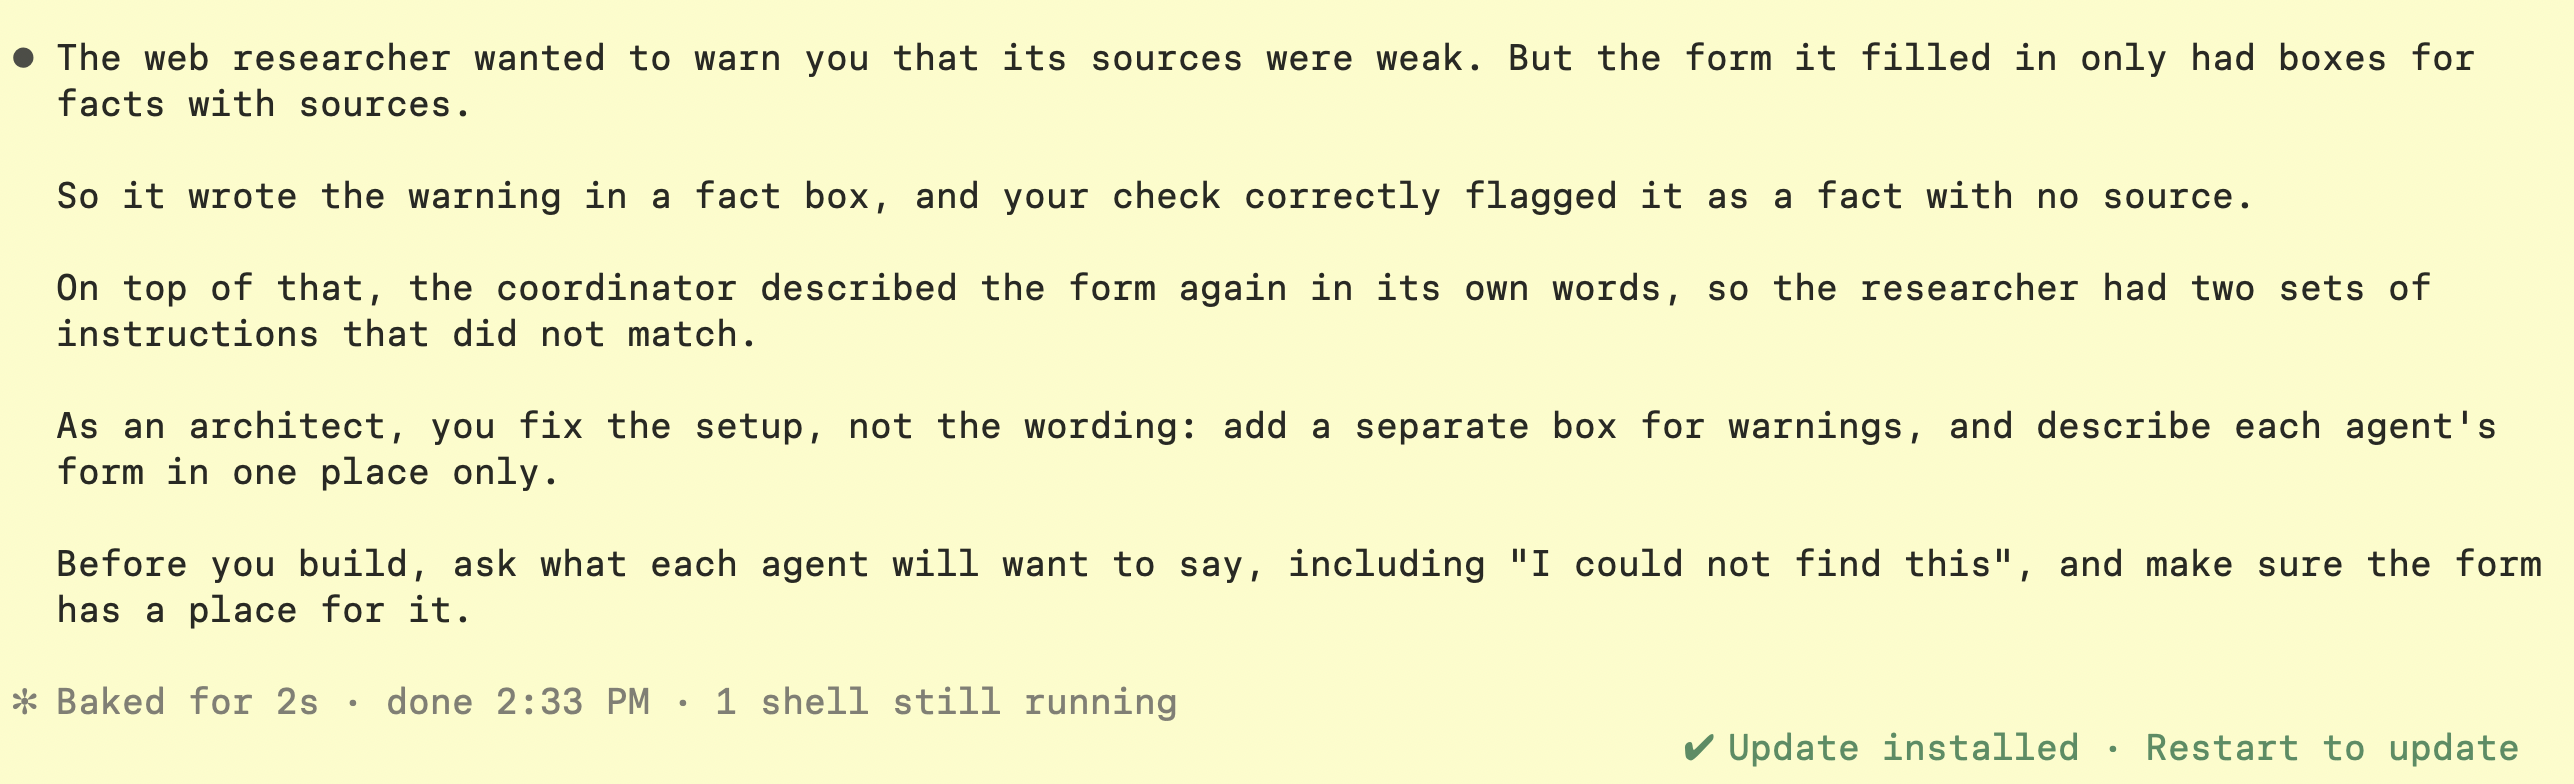 ● The web researcher wanted to warn you that its sources were weak. But the form it filled in only had boxes for
facts with sources.
So it wrote the warning in a fact box, and your check correctly flagged it as a fact with no source.
On top of that, the coordinator described the form again in its own words, so the researcher had two sets of
instructions that did not match.
As an architect, you fix the setup, not the wording: add a separate box for warnings, and describe each agent's
form in one place only.
Before you build, ask what each agent will want to say, including "I could not find this", and make sure the form
has a place for it.
✻ Baked for 2s · done 2:33 PM · 1 shell still running
✔ Update installed · Restart to update